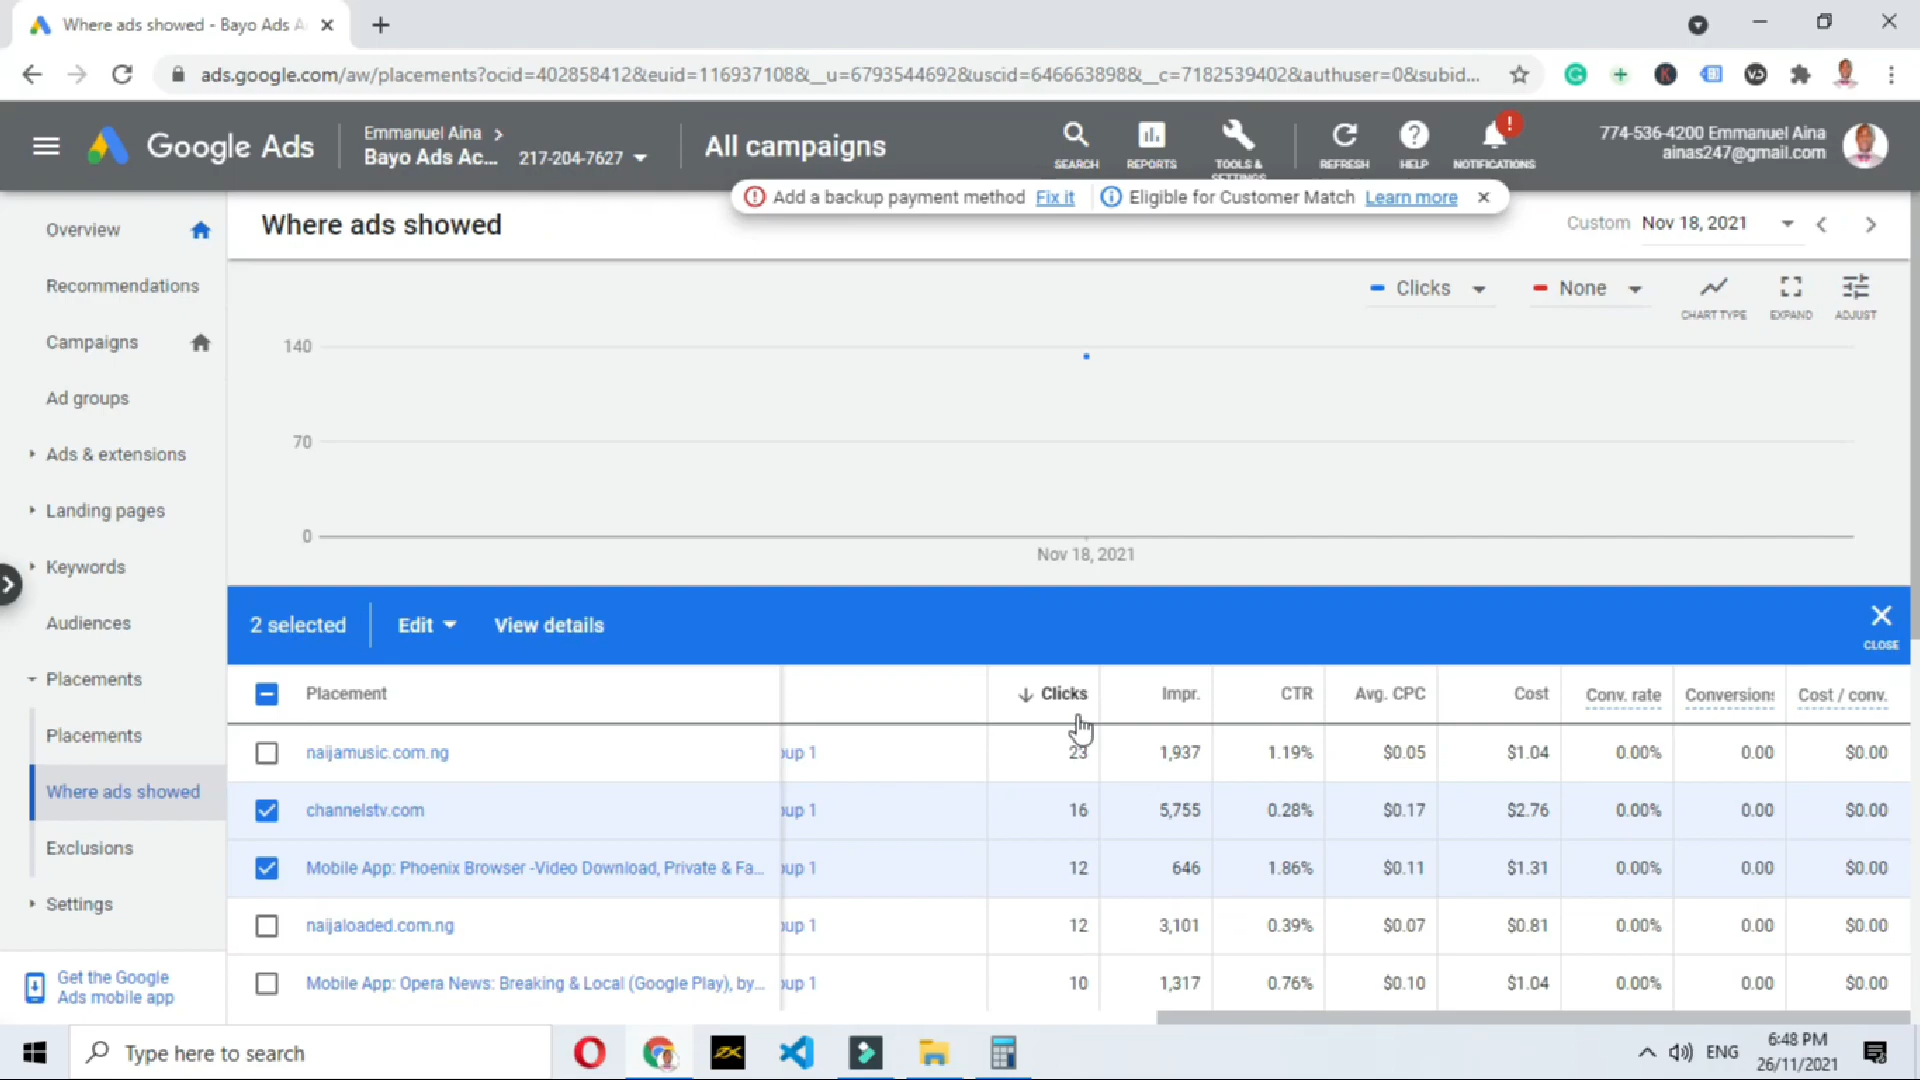 Where ads showed - Bayo Ads A
ads.google.com/aw/placements?ocid=402858412&euid=116937108&__u=6793544692&uscid=646663898&__c=7182539402&authuser=0&subid...
Google Ads
Emmanuel Aina >
Bayo Ads Ac... 217-204-7627
All campaigns
SEARCH
REPORTS
TOOLS & SETTINGS
REFRESH
HELP
NOTIFICATIONS
774-536-4200 Emmanuel Aina
ainas247@gmail.com
Add a backup payment method Fix it
Eligible for Customer Match Learn more
Overview
Recommendations
Campaigns
Ad groups
Ads & extensions
Landing pages
Keywords
Audiences
Placements
Placements
Where ads showed
Exclusions
Settings
Get the Google
Ads mobile app
Where ads showed
Custom Nov 18, 2021
Clicks
None
CHART TYPE
EXPAND
ADJUST
140
70
0
Nov 18, 2021
2 selected Edit View details
CLOSE
Placement Clicks Impr. CTR Avg. CPC Cost Conv. rate Conversions Cost / conv.
naijamusic.com.ng oup 1 23 1,937 1.19% $0.05 $1.04 0.00% 0.00 $0.00
channelstv.com oup 1 16 5,755 0.28% $0.17 $2.76 0.00% 0.00 $0.00
Mobile App: Phoenix Browser -Video Download, Private & Fa... oup 1 12 646 1.86% $0.11 $1.31 0.00% 0.00 $0.00
naijaloaded.com.ng oup 1 12 3,101 0.39% $0.07 $0.81 0.00% 0.00 $0.00
Mobile App: Opera News: Breaking & Local (Google Play), by... oup 1 10 1,317 0.76% $0.10 $1.04 0.00% 0.00 $0.00
Type here to search
ENG
6:48 PM
26/11/2021